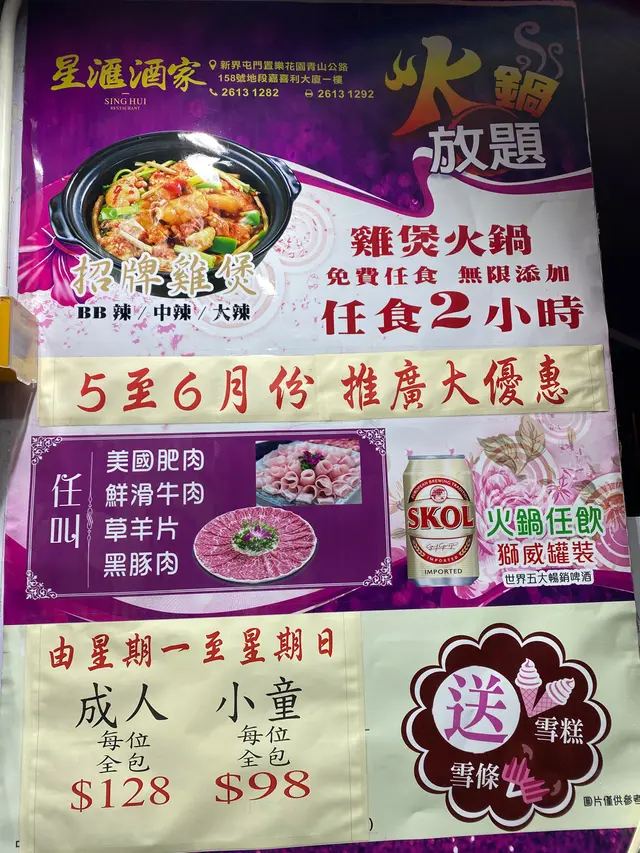 星滙酒家
SING HUI
RESTAURANT
新界屯門置樂花園青山公路
158號地段嘉喜利大廈一樓
2613 1282 2613 1292
火鍋
放題
招牌雞煲
BB辣/中辣/大辣
雞煲火鍋
免費任食 無限添加
任食2小時
5至6月份 推廣大優惠
任叫
美國肥肉
鮮滑牛肉
草羊片
黑豚肉
SKOL
IMPORTED
火鍋任飲
獅威罐裝
世界五大暢銷啤酒
由星期一至星期日
成人
每位
全包
$128
小童
每位
全包
$98
送
雪糕
雪條
圖片僅供參考